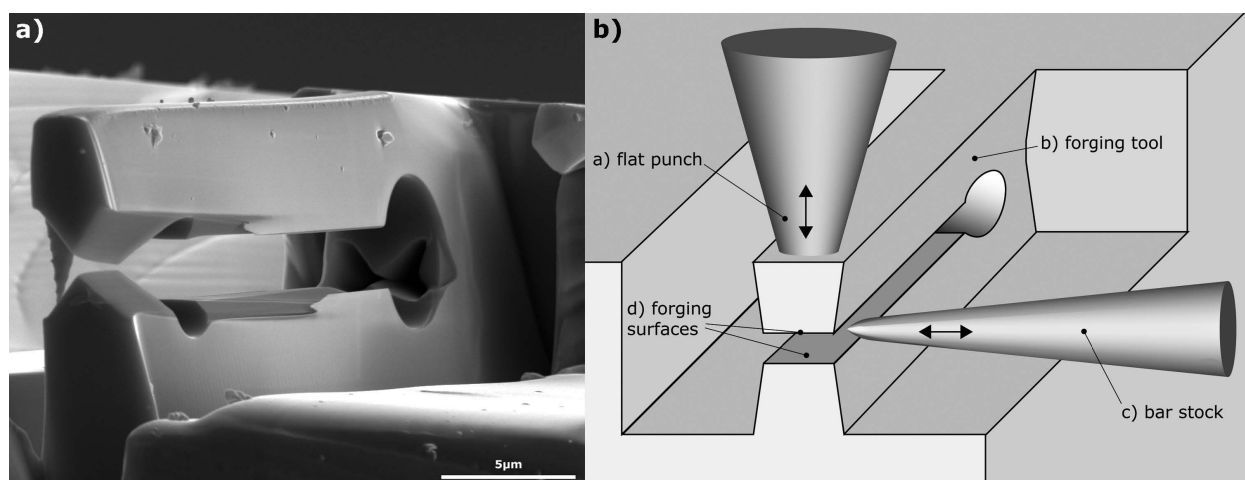 a)
5µm
b)
a) flat punch
b) forging tool
d) forging
surfaces
c) bar stock